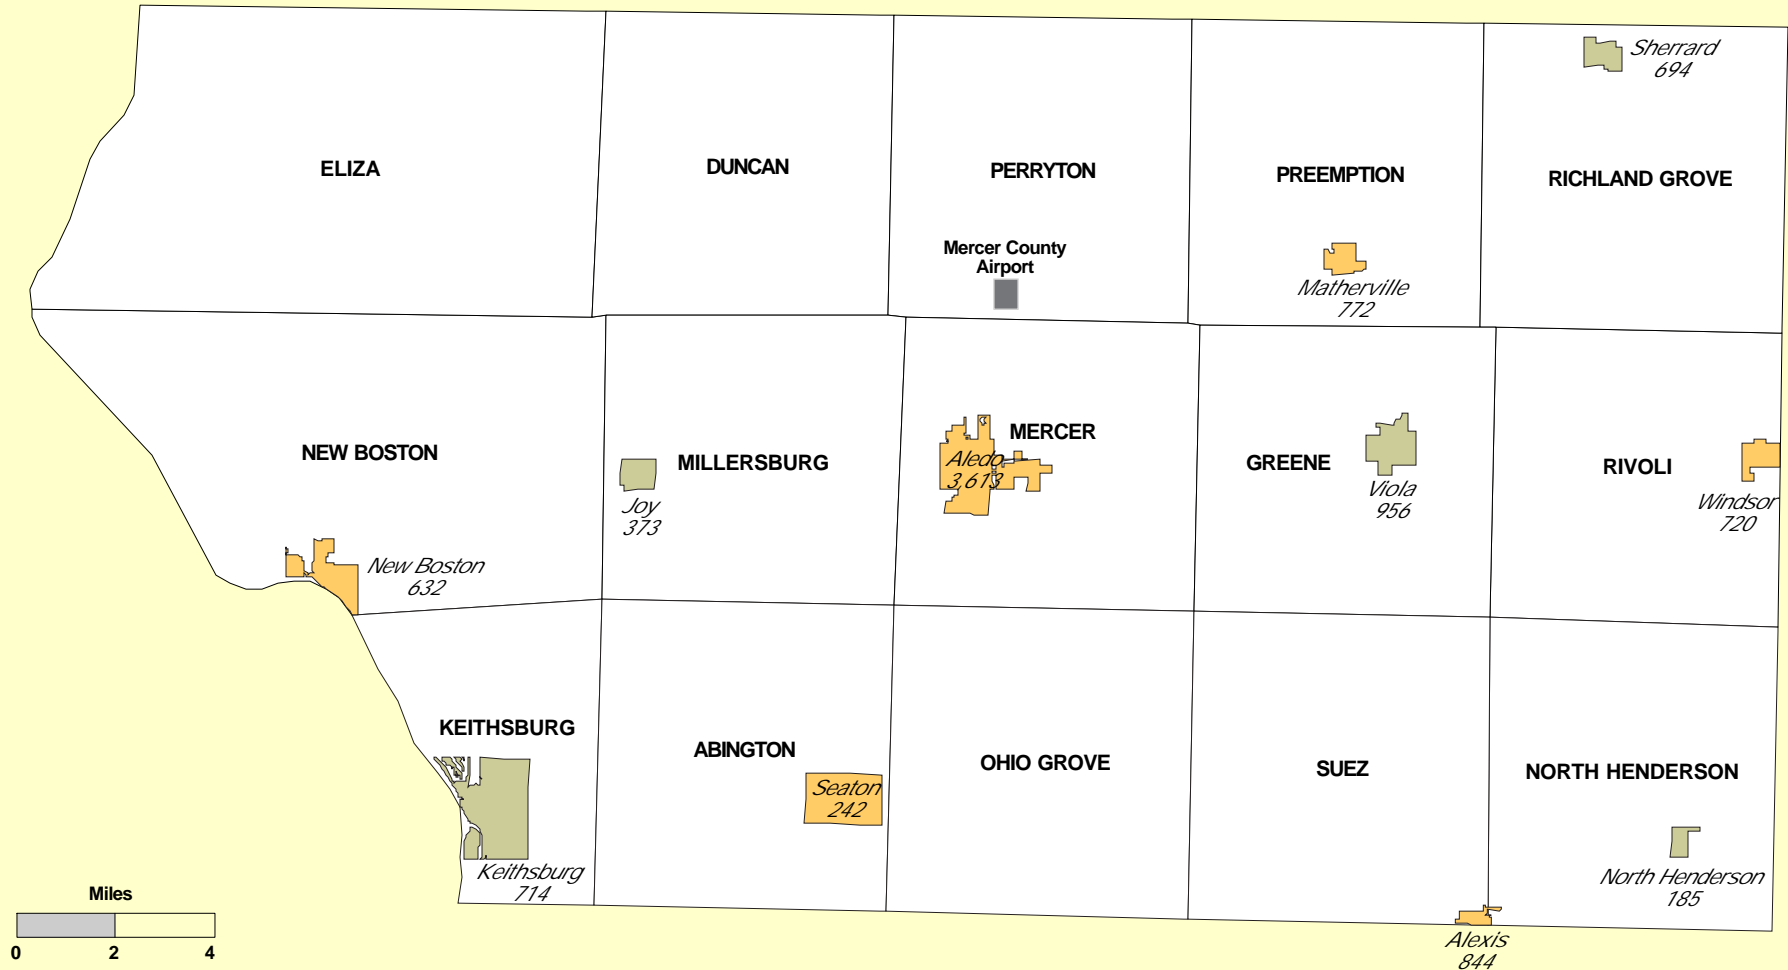 Sherrard
694
ELIZA
DUNCAN
PERRYTON
PREEMPTION
RICHLAND GROVE
Mercer County
Airport
Matherville
772
NEW BOSTON
MILLERSBURG
MERCER
GREENE
RIVOLI
Joy
373
Aledo
3,613
Viola
956
Windsor
720
New Boston
632
KEITHSBURG
ABINGTON
OHIO GROVE
SUEZ
NORTH HENDERSON
Seaton
242
Keithsburg
714
North Henderson
185
Alexis
844
Miles
0 2 4